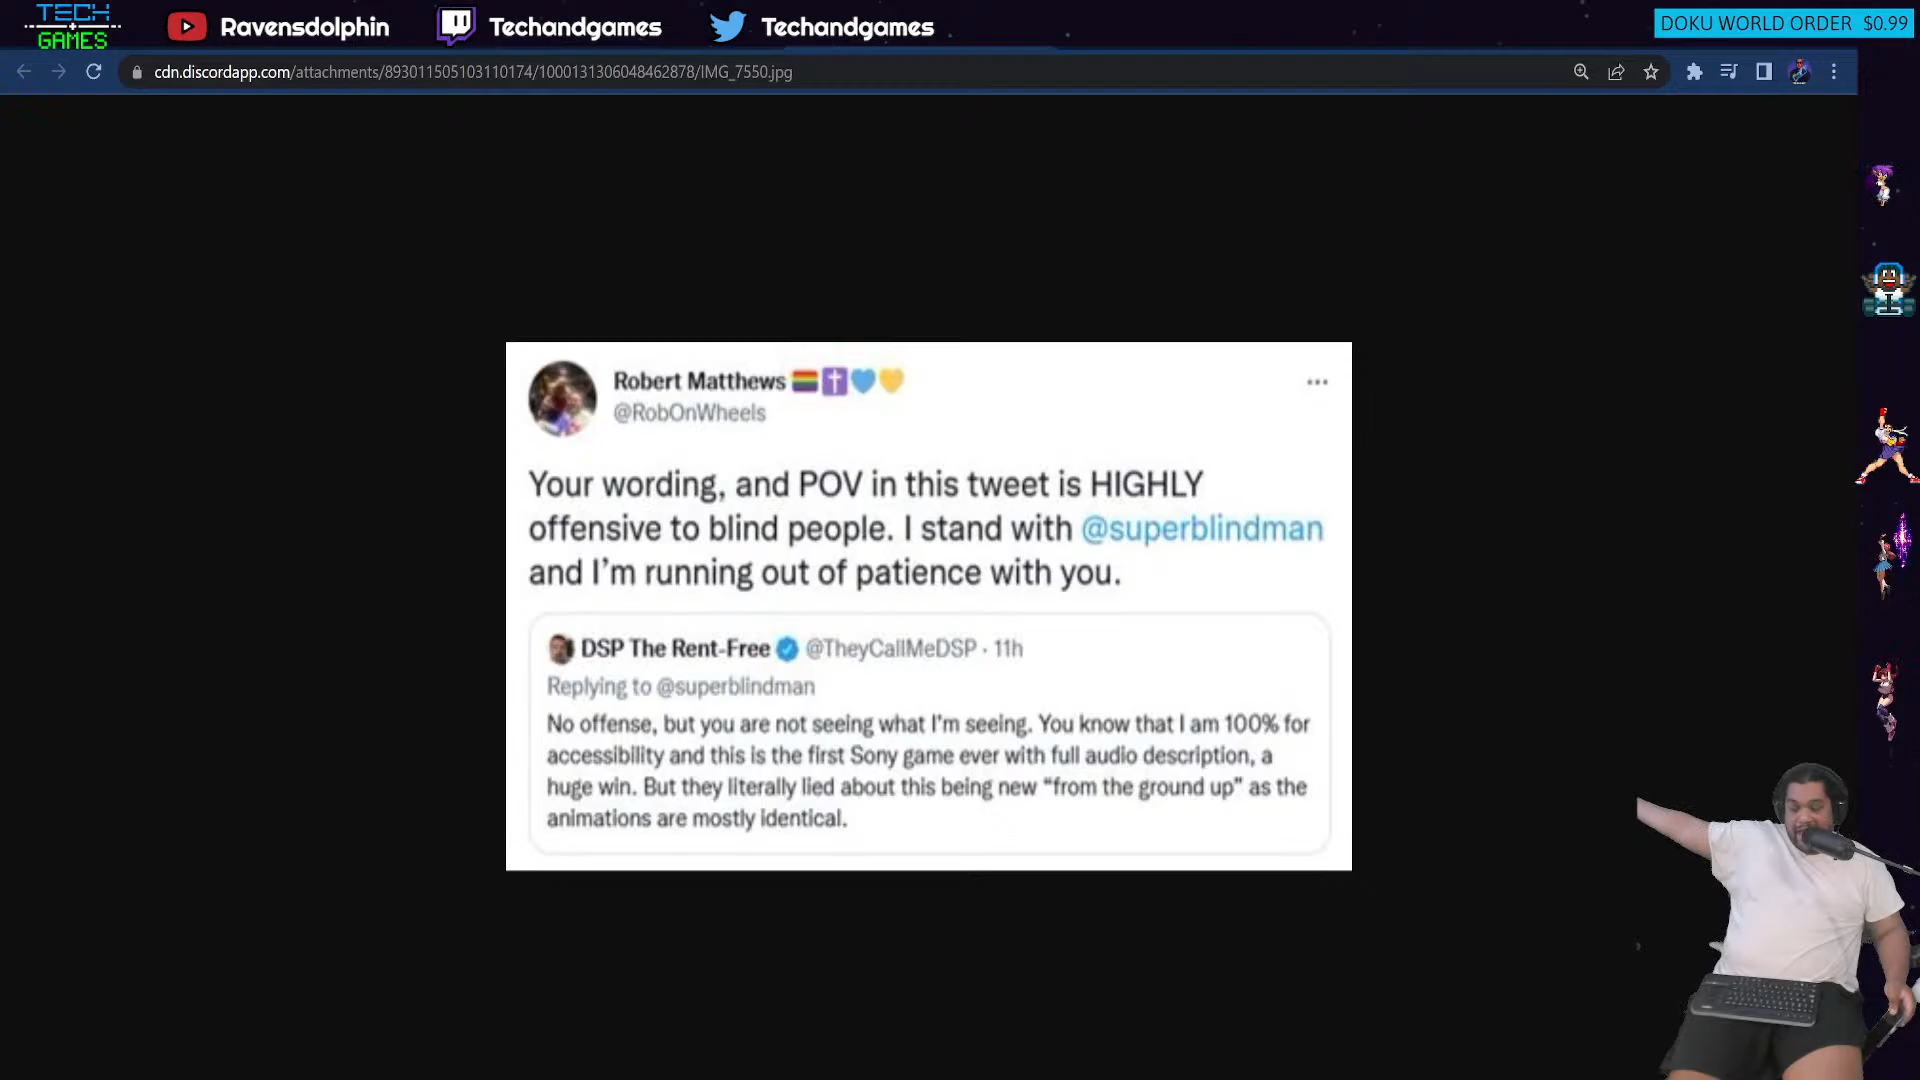 TECH
GAMES
Ravensdolphin
Techandgames
Techandgames
DOKU WORLD ORDER $0.99
cdn.discordapp.com/attachments/893011505103110174/1000131306048462878/IMG_7550.jpg
Robert Matthews
@RobOnWheels
Your wording, and POV in this tweet is HIGHLY
offensive to blind people. I stand with @superblindman
and I'm running out of patience with you.
DSP The Rent-Free @TheyCallMeDSP · 11h
Replying to @superblindman
No offense, but you are not seeing what I'm seeing. You know that I am 100% for
accessibility and this is the first Sony game ever with full audio description, a
huge win. But they literally lied about this being new “from the ground up” as the
animations are mostly identical.